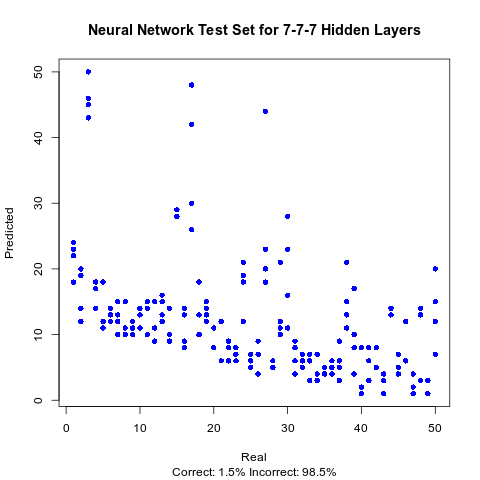 Neural Network Test Set for 7-7-7 Hidden Layers
Predicted
50
40
30
20
10
0
0 10 20 30 40 50
Real
Correct: 1.5% Incorrect: 98.5%